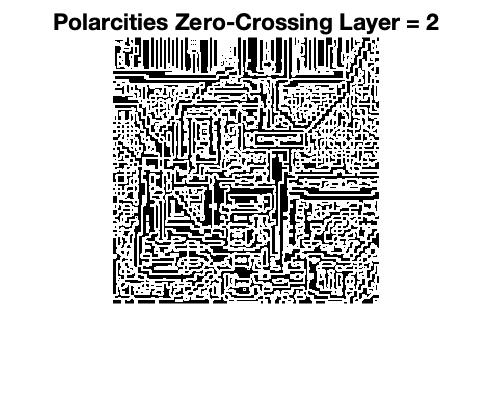 Polarcities Zero-Crossing Layer = 2